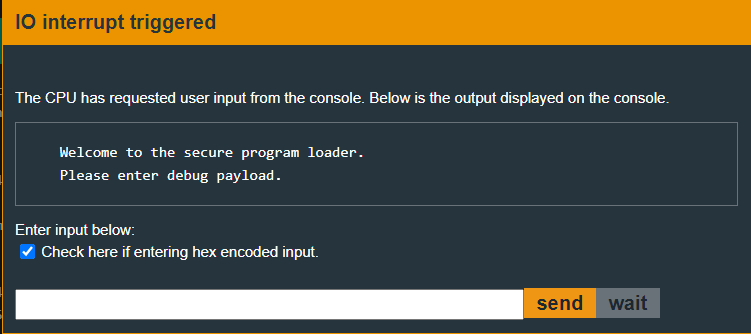 IO interrupt triggered
The CPU has requested user input from the console. Below is the output displayed on the console.
Welcome to the secure program loader.
Please enter debug payload.
Enter input below:
Check here if entering hex encoded input.
send wait